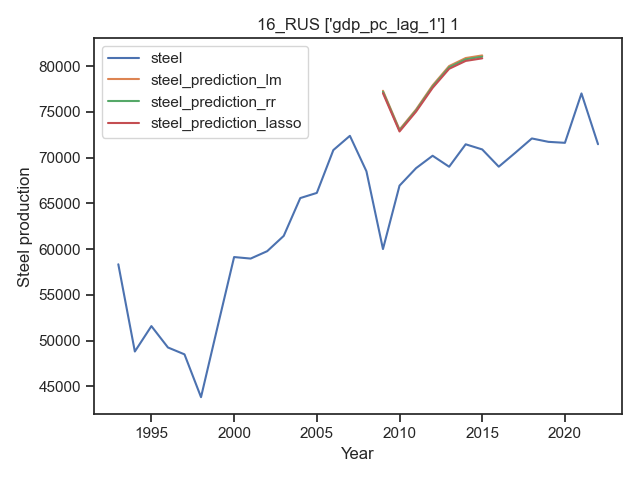 16_RUS ['gdp_pc_lag_1'] 1
steel
steel_prediction_lm
steel_prediction_rr
steel_prediction_lasso
80000
75000
70000
65000
60000
55000
50000
45000
Steel production
1995 2000 2005 2010 2015 2020
Year